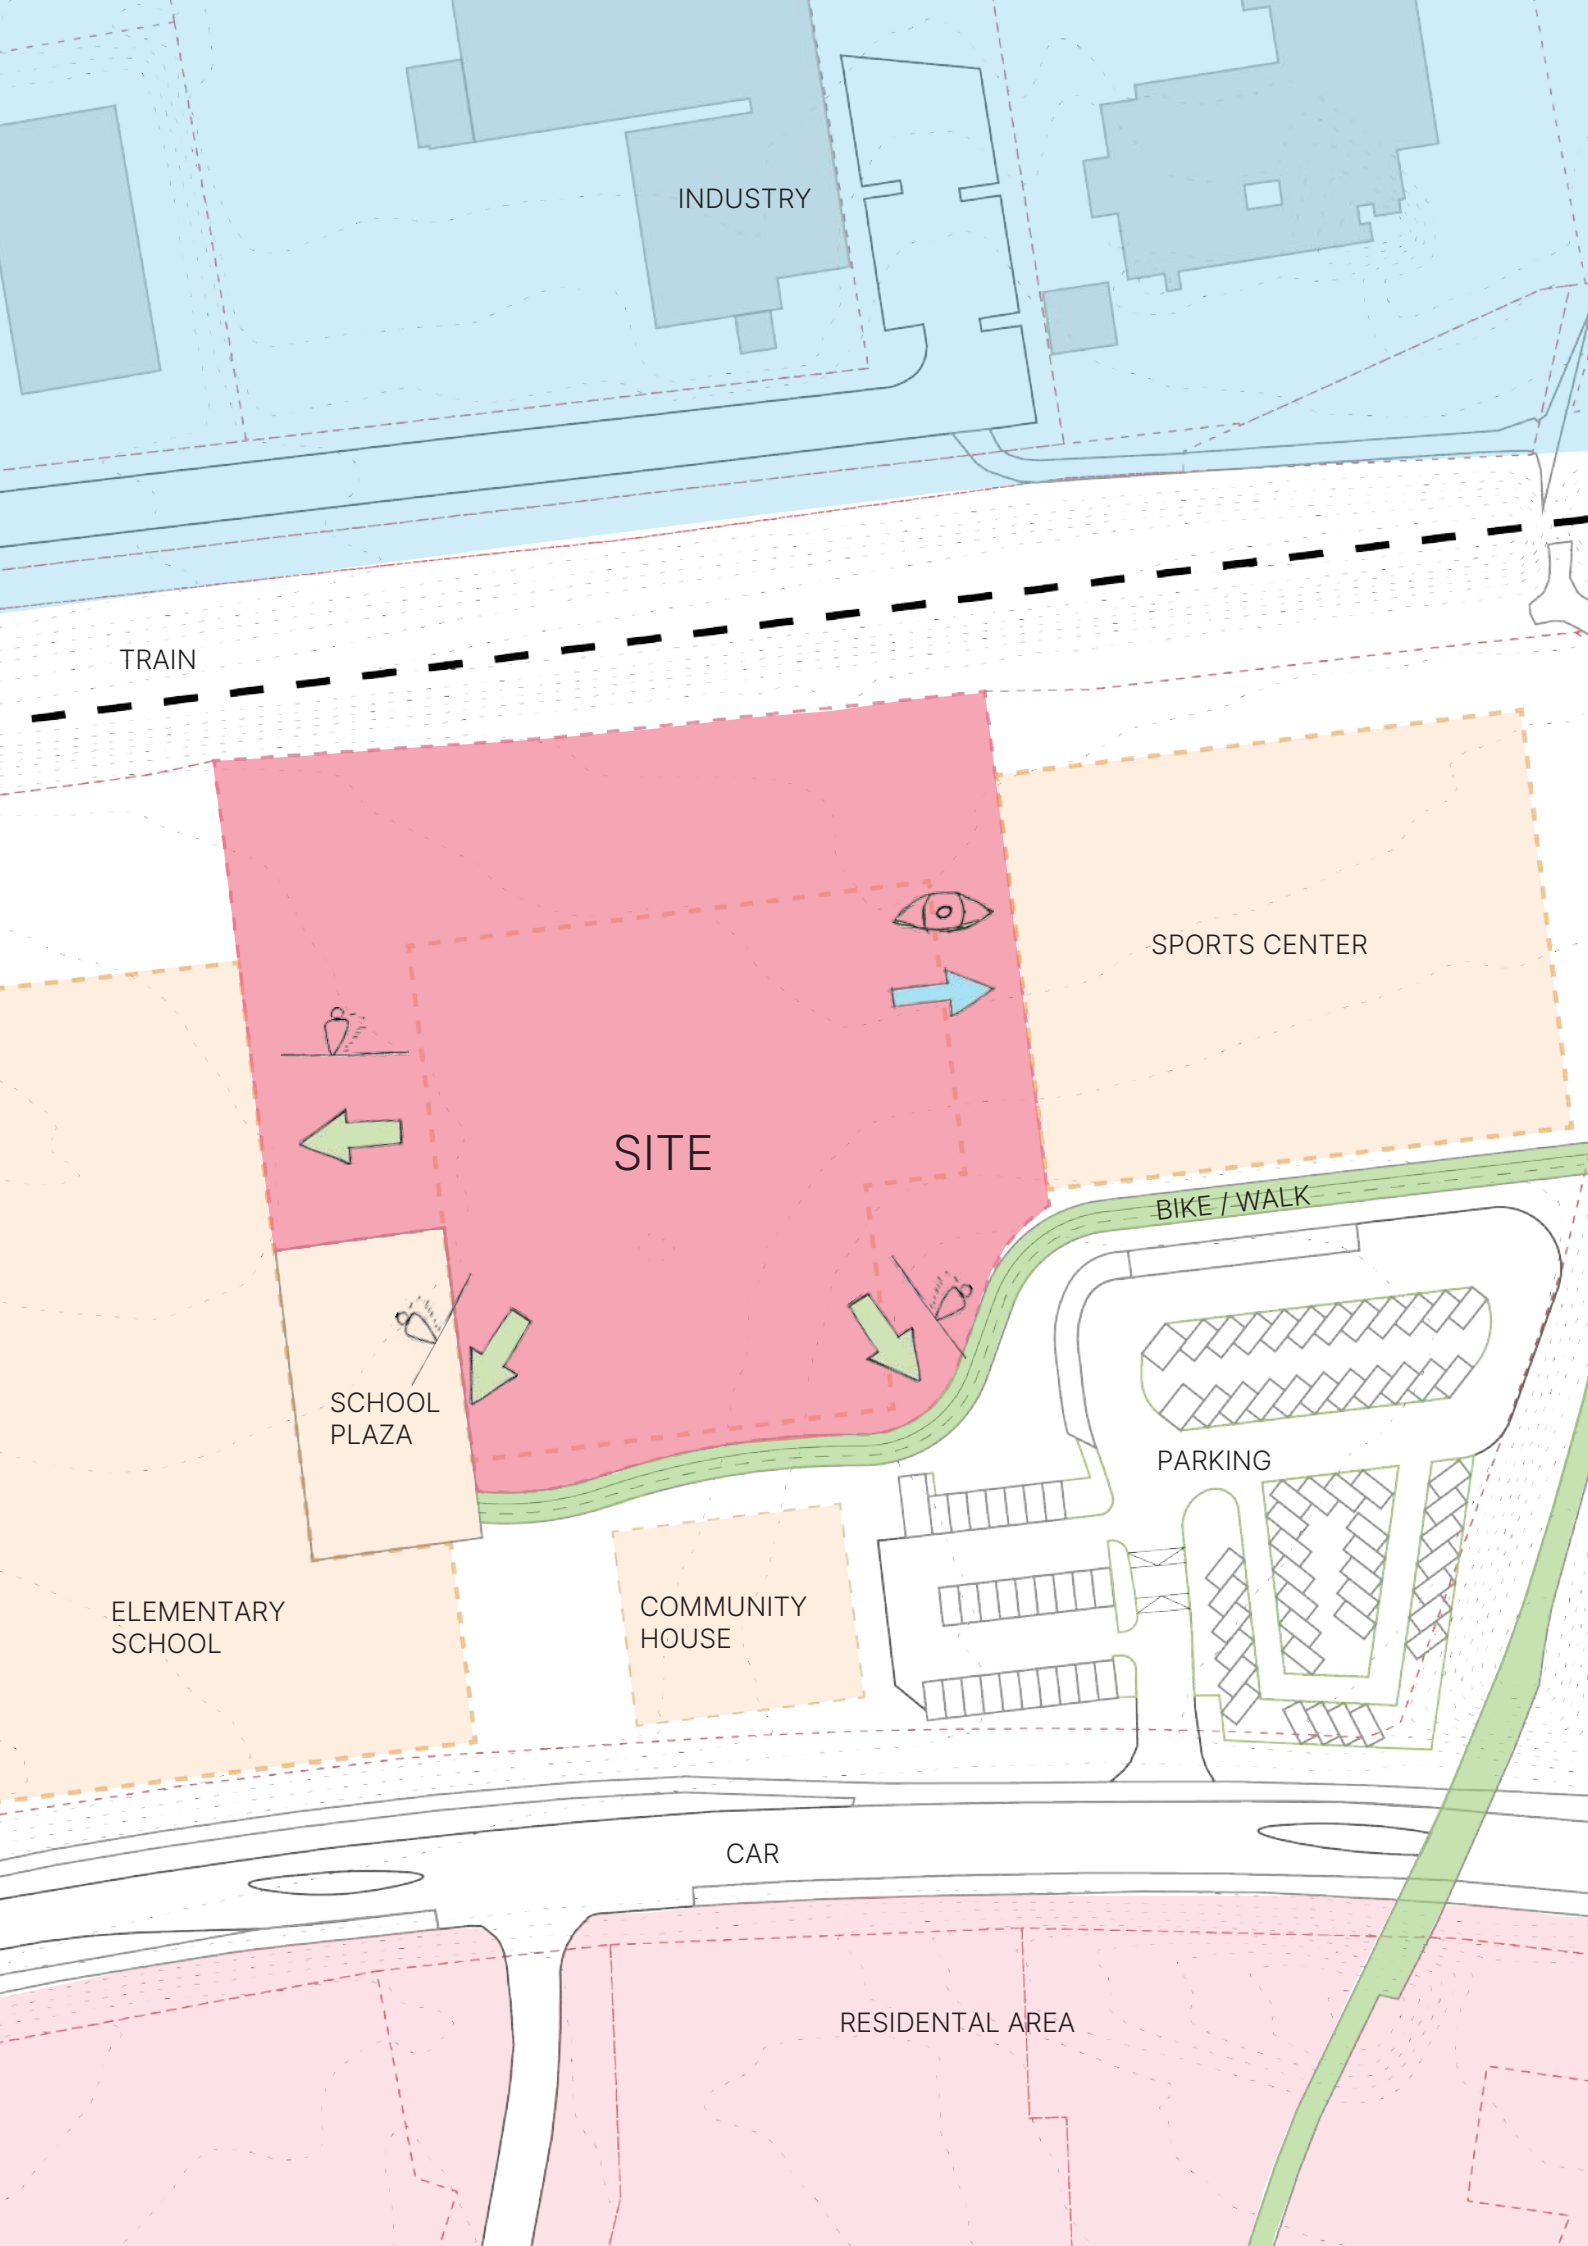 INDUSTRY
TRAIN
SPORTS CENTER
SITE
BIKE / WALK
SCHOOL
PLAZA
PARKING
ELEMENTARY
SCHOOL
COMMUNITY
HOUSE
CAR
RESIDENTAL AREA